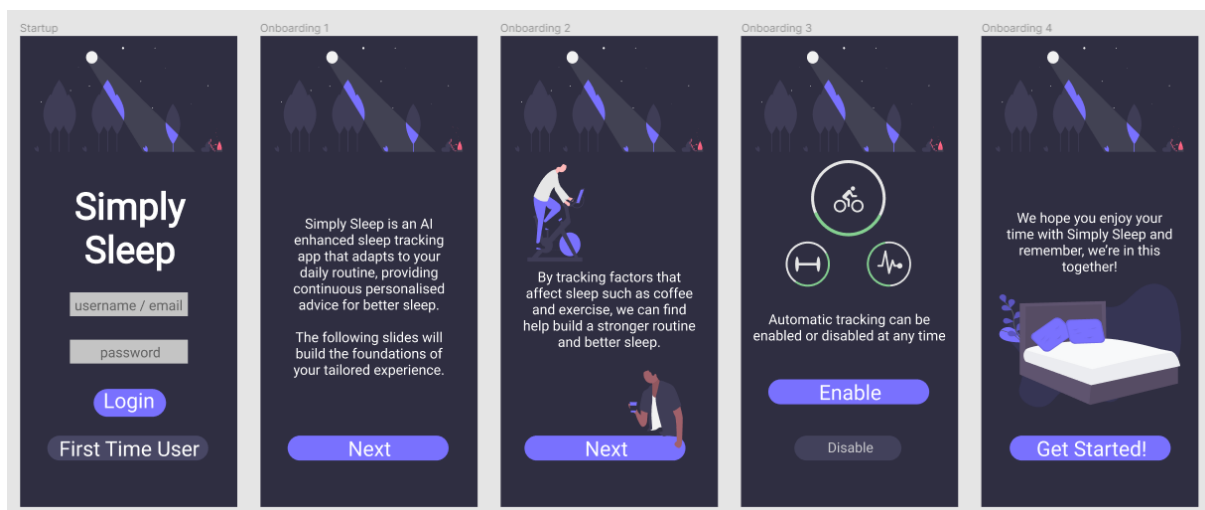 Startup
Simply
Sleep
username / email
password
Login
First Time User
Onboarding 1
Simply Sleep is an AI
enhanced sleep tracking
app that adapts to your
daily routine, providing
continuous personalised
advice for better sleep.
The following slides will
build the foundations of
your tailored experience.
Next
Onboarding 2
By tracking factors that
affect sleep such as coffee
and exercise, we can find
help build a stronger routine
and better sleep.
Next
Onboarding 3
Automatic tracking can be
enabled or disabled at any time
Enable
Disable
Onboarding 4
We hope you enjoy your
time with Simply Sleep and
remember, we're in this
together!
Get Started!